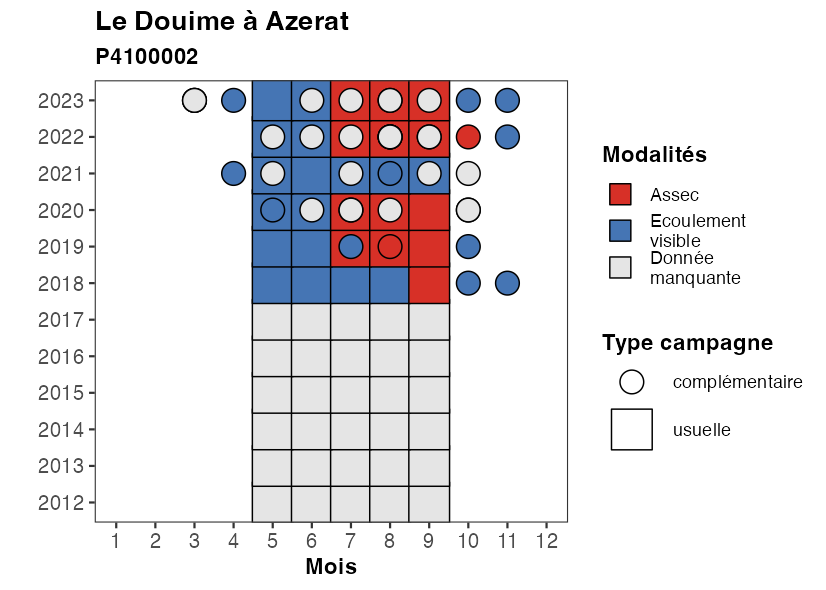 Le Douime à Azerat
P4100002
2023
2022
2021
2020
2019
2018
2017
2016
2015
2014
2013
2012
1 2 3 4 5 6 7 8 9 10 11 12
Mois
Modalités
Assec
Ecoulement
visible
Donnée
manquante
Type campagne
complémentaire
usuelle